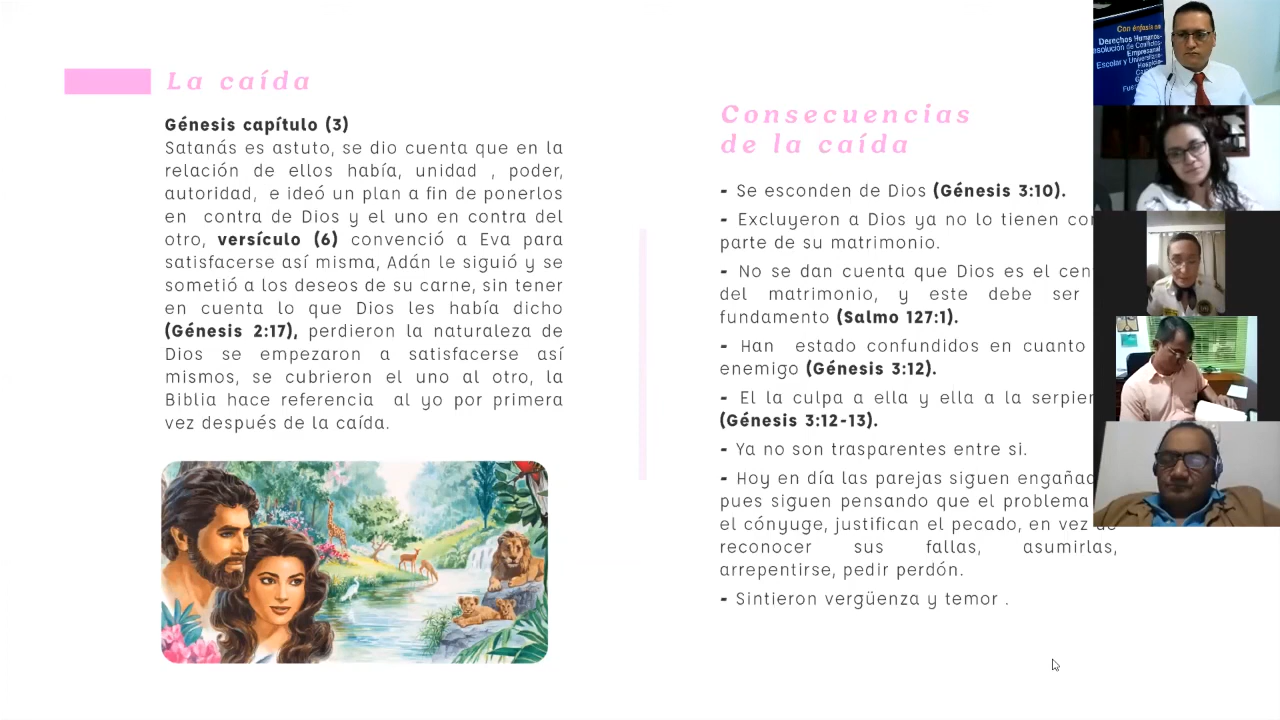 La caída
Génesis capítulo (3)
Satanás es astuto, se dio cuenta que en la
relación de ellos había, unidad , poder,
autoridad, e ideó un plan a fin de ponerlos
en contra de Dios y el uno en contra del
otro, versículo (6) convenció a Eva para
satisfacerse así misma, Adán le siguió y se
sometió a los deseos de su carne, sin tener
en cuenta lo que Dios les había dicho
(Génesis 2:17), perdieron la naturaleza de
Dios se empezaron a satisfacerse así
mismos, se cubrieron el uno al otro, la
Biblia hace referencia al yo por primera
vez después de la caída.
Consecuencias
de la caída
- Se esconden de Dios (Génesis 3:10).
- Excluyeron a Dios ya no lo tienen
parte de su matrimonio.
- No se dan cuenta que Dios es el
del matrimonio, y este debe ser
fundamento (Salmo 127:1).
- Han estado confundidos en cuanto
enemigo (Génesis 3:12).
- El la culpa a ella y ella a la
(Génesis 3:12-13).
- Ya no son trasparentes entre si.
- Hoy en día las parejas siguen
pues siguen pensando que el problema
el cónyuge, justifican el pecado, en vez
reconocer sus fallas, asumirlas,
arrepentirse, pedir perdón.
- Sintieron vergüenza y temor .
Con énfasis en
Derechos Humanos-
Empresarial
Escolar y